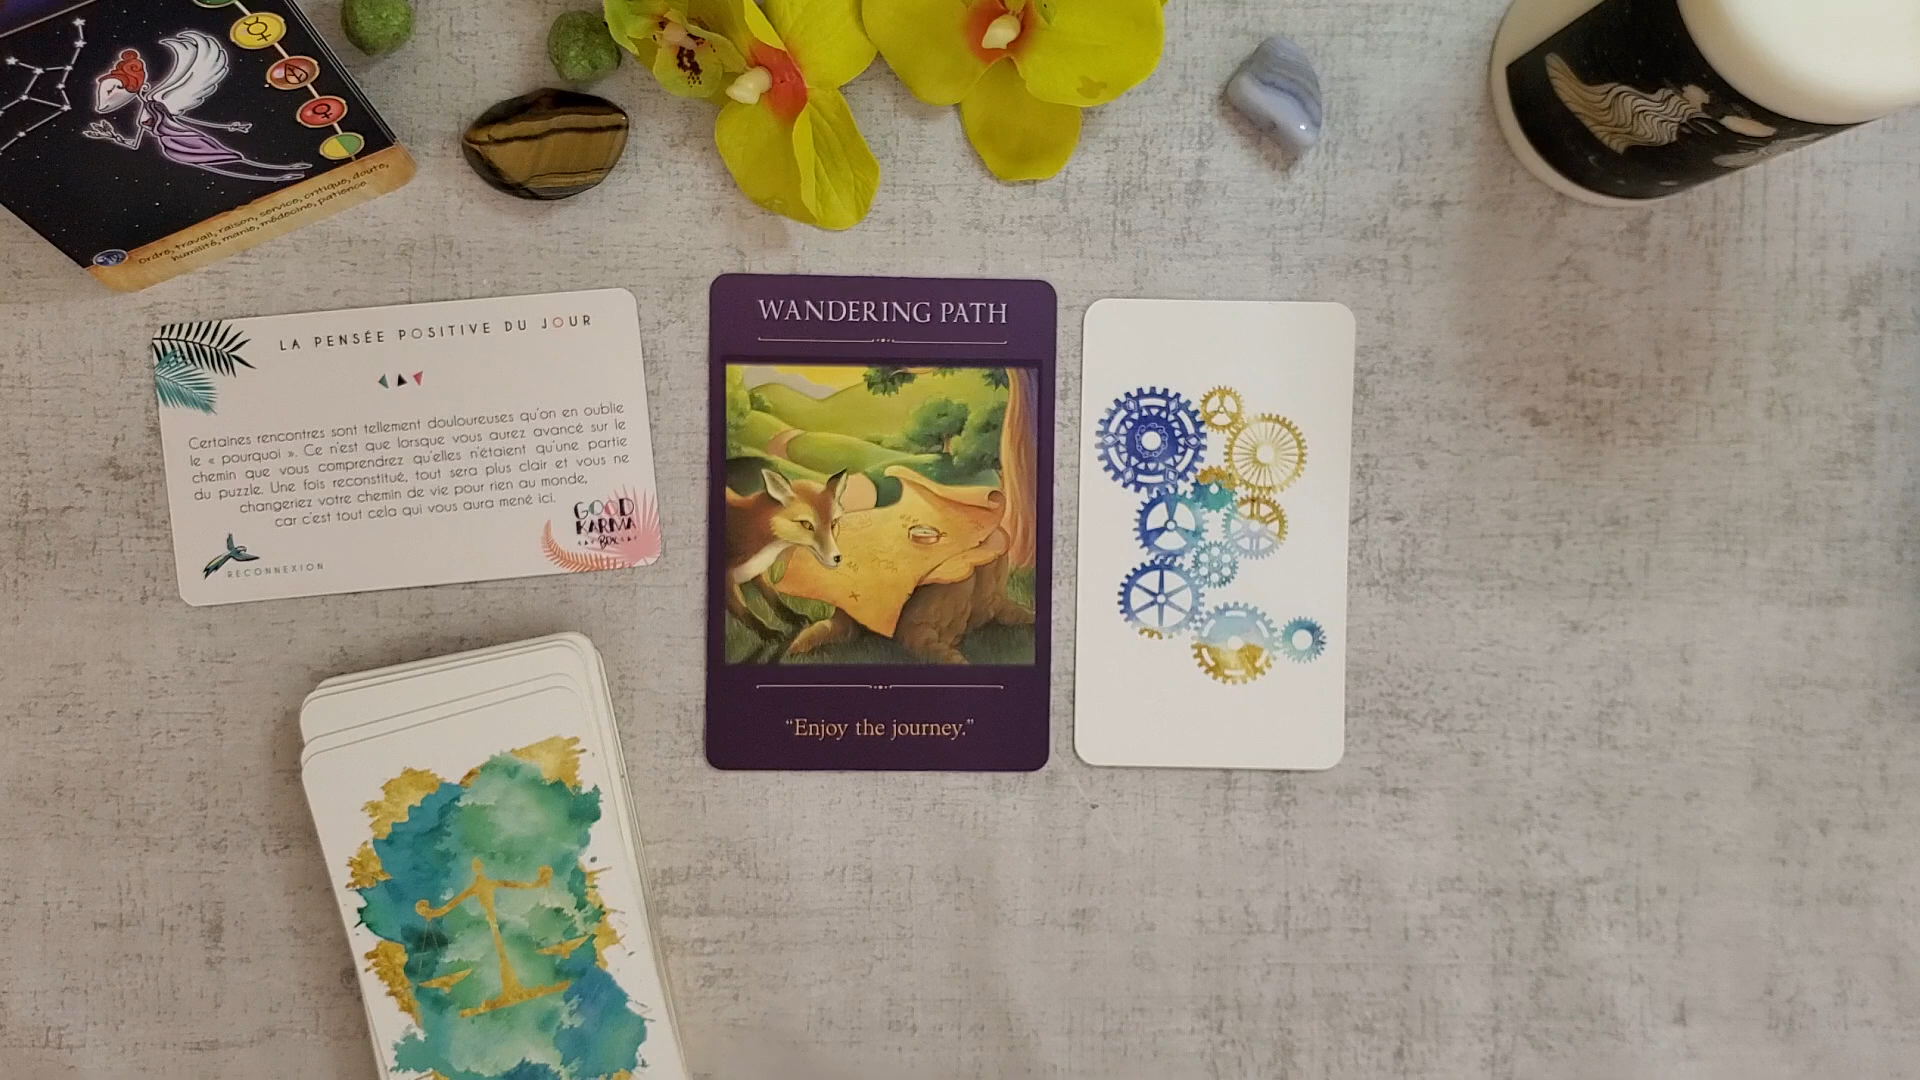 Ordre, travail, raison, service, critique, doute,
humilité, manie, médecine, patience.
LA PENSÉE POSITIVE DU JOUR
Certaines rencontres sont tellement douloureuses qu'on en oublie
le « pourquoi ». Ce n'est que lorsque vous aurez avancé sur le
chemin que vous comprendrez qu'elles n'étaient qu'une partie
du puzzle. Une fois reconstitué, tout sera plus clair et vous ne
changeriez votre chemin de vie pour rien au monde,
car c'est tout cela qui vous aura mené ici.
GOOD
KARMA
Box
RECONNEXION
WANDERING PATH
“Enjoy the journey.”